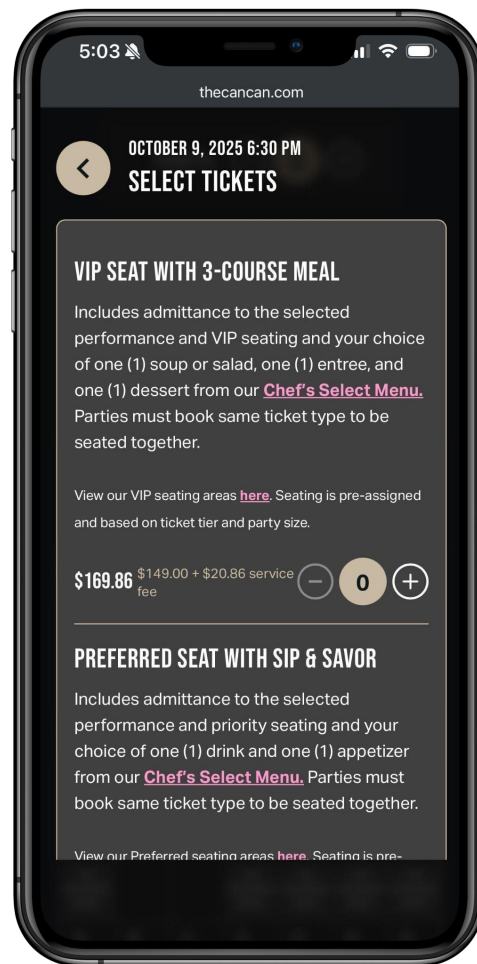 5:03
thecancan.com
OCTOBER 9, 2025 6:30 PM
SELECT TICKETS
VIP SEAT WITH 3-COURSE MEAL
Includes admittance to the selected
performance and VIP seating and your choice
of one (1) soup or salad, one (1) entree, and
one (1) dessert from our Chef's Select Menu.
Parties must book same ticket type to be
seated together.
View our VIP seating areas here. Seating is pre-assigned
and based on ticket tier and party size.
$169.86 $149.00 + $20.86 service
fee
0
PREFERRED SEAT WITH SIP & SAVOR
Includes admittance to the selected
performance and priority seating and your
choice of one (1) drink and one (1) appetizer
from our Chef's Select Menu. Parties must
book same ticket type to be seated together.
View our Preferred seating areas here. Seating is pre-